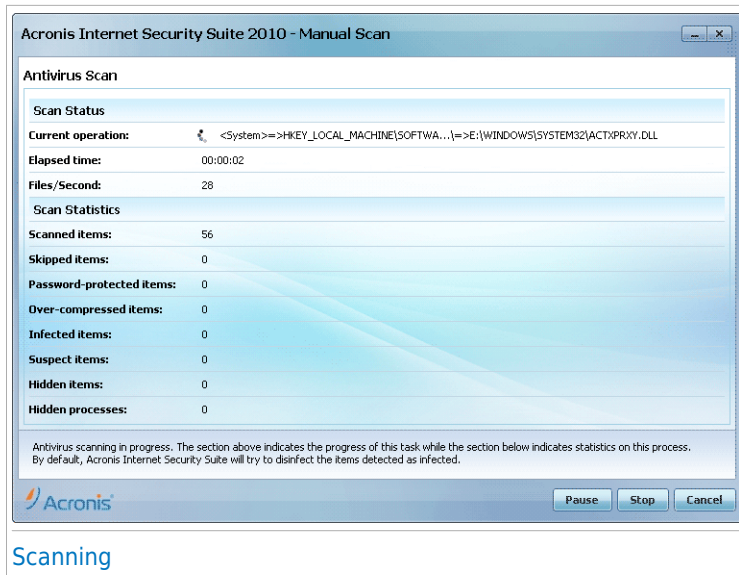 Acronis Internet Security Suite 2010 - Manual Scan
Antivirus Scan
Scan Status
Current operation: <System>=>HKEY_LOCAL_MACHINE\SOFTWA...\=>E:\WINDOWS\SYSTEM32\ACTXPRXY.DLL
Elapsed time: 00:00:02
Files/Second: 28
Scan Statistics
Scanned items: 56
Skipped items: 0
Password-protected items: 0
Over-compressed items: 0
Infected items: 0
Suspect items: 0
Hidden items: 0
Hidden processes: 0
Antivirus scanning in progress. The section above indicates the progress of this task while the section below indicates statistics on this process.
By default, Acronis Internet Security Suite will try to disinfect the items detected as infected.
Acronis Pause Stop Cancel
Scanning